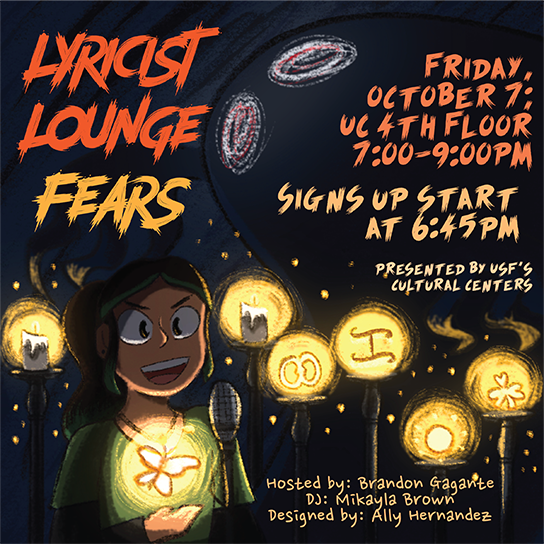 LYRICIST
LOUNGE
FEARS
FRIDAY,
OCTOBER 7;
UC 4TH FLOOR
7:00-9:00PM
SIGNS UP START
AT 6:45PM
PRESENTED BY USF'S
CULTURAL CENTERS
Hosted by: Brandon Gagante
DJ: Mikayla Brown
Designed by: Ally Hernandez